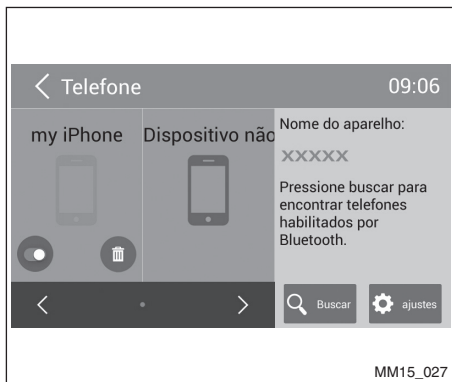 Telefone
09:06
my iPhone
Dispositivo não
Nome do aparelho:
XXXXX
Pressione buscar para
encontrar telefones
habilitados por
Bluetooth.
Buscar
ajustes
MM15_027